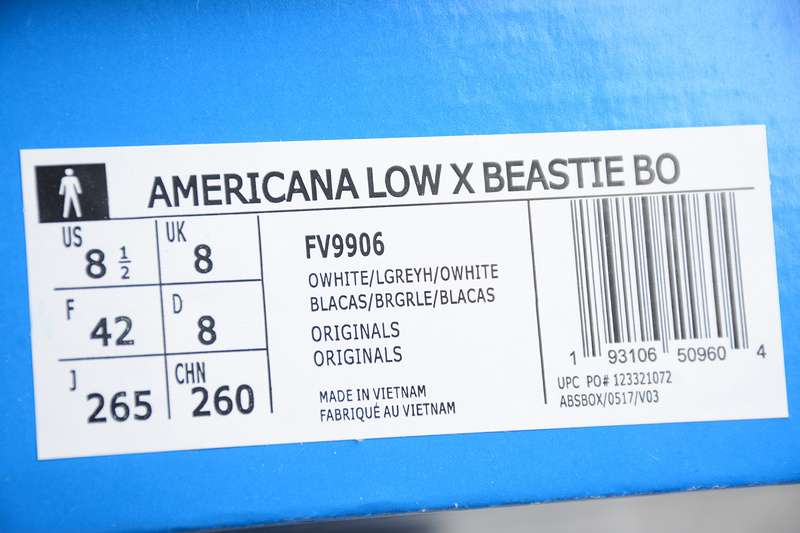 AMERICANA LOW X BEASTIE BO
US 8 1/2 UK 8
F 42 D 8
J 265 CHN 260
FV9906
OWHITE/LGREYH/OWHITE
BLACAS/BRGRLE/BLACAS
ORIGINALS
ORIGINALS
MADE IN VIETNAM
FABRIQUÉ AU VIETNAM
1 93106 50960 4
UPC PO# 123321072
ABSBOX/0517/V03